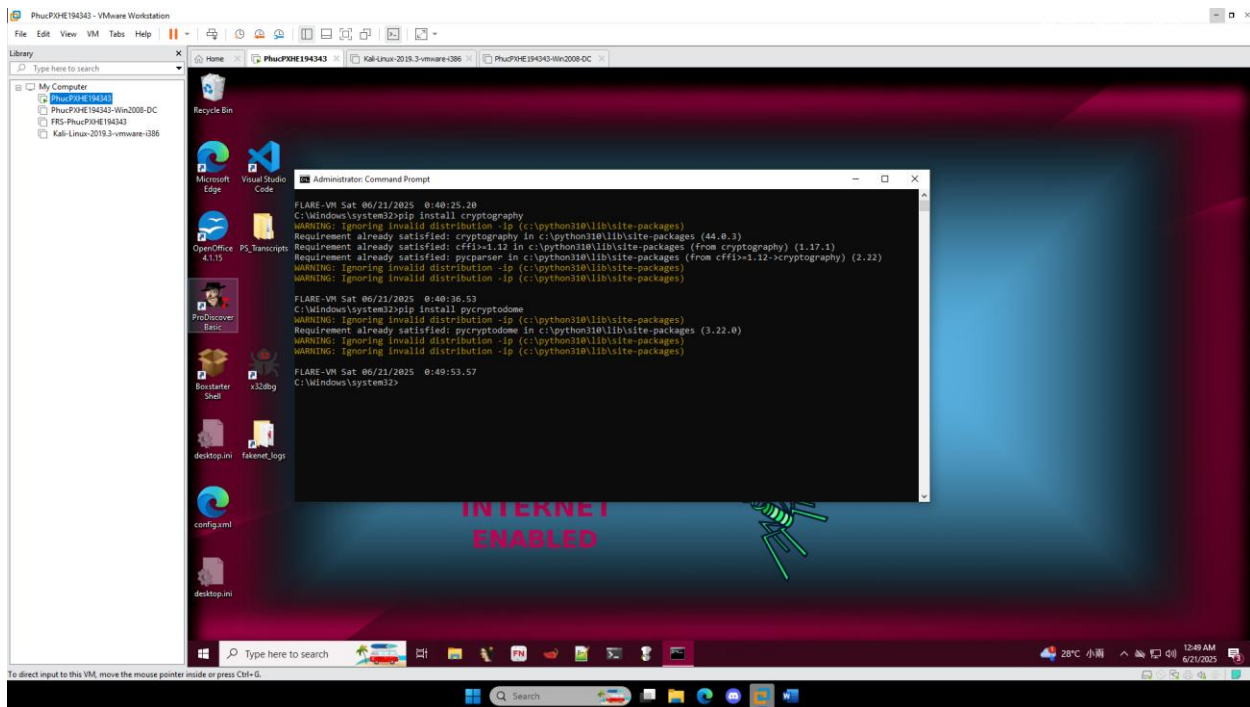 PhucPXHE194343 - VMware Workstation
File Edit View VM Tabs Help
Library
Type here to search
My Computer
PhucPXHE194343
PhucPXHE194343-Win2008-DC
FRS-PhucPXHE194343
Kali-Linux-2019.3-vmware-i386
Home
PhucPXHE194343
Kali-Linux-2019.3-vmware-i386
PhucPXHE194343-Win2008-DC
Recycle Bin
Microsoft Edge
Visual Studio Code
OpenOffice 4.1.15
PS_Transcripts
ProDiscover Basic
Boxstarter Shell
x32dbg
desktop.ini
fakenet_logs
config.xml
desktop.ini
Administrator: Command Prompt
FLARE-VM Sat 06/21/2025 0:40:25.20
C:\Windows\system32>pip install cryptography
WARNING: Ignoring invalid distribution -ip (c:\python310\lib\site-packages)
Requirement already satisfied: cryptography in c:\python310\lib\site-packages (44.0.3)
Requirement already satisfied: cffi>=1.12 in c:\python310\lib\site-packages (from cryptography) (1.17.1)
Requirement already satisfied: pycparser in c:\python310\lib\site-packages (from cffi>=1.12->cryptography) (2.22)
WARNING: Ignoring invalid distribution -ip (c:\python310\lib\site-packages)
WARNING: Ignoring invalid distribution -ip (c:\python310\lib\site-packages)
FLARE-VM Sat 06/21/2025 0:40:36.53
C:\Windows\system32>pip install pycryptodome
WARNING: Ignoring invalid distribution -ip (c:\python310\lib\site-packages)
Requirement already satisfied: pycryptodome in c:\python310\lib\site-packages (3.22.0)
WARNING: Ignoring invalid distribution -ip (c:\python310\lib\site-packages)
WARNING: Ignoring invalid distribution -ip (c:\python310\lib\site-packages)
FLARE-VM Sat 06/21/2025 0:49:53.57
C:\Windows\system32>
INTERNET
ENABLED
Type here to search
FN
28°C 小雨
12:49 AM
6/21/2025
To direct input to this VM, move the mouse pointer inside or press Ctrl+G.
Search